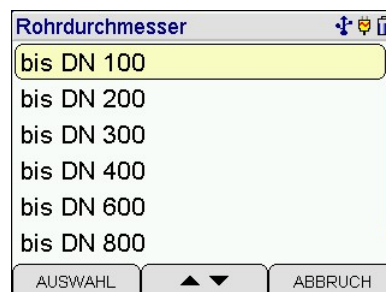 Rohrdurchmesser
bis DN 100
bis DN 200
bis DN 300
bis DN 400
bis DN 600
bis DN 800
AUSWAHL ▲ ▼ ABBRUCH